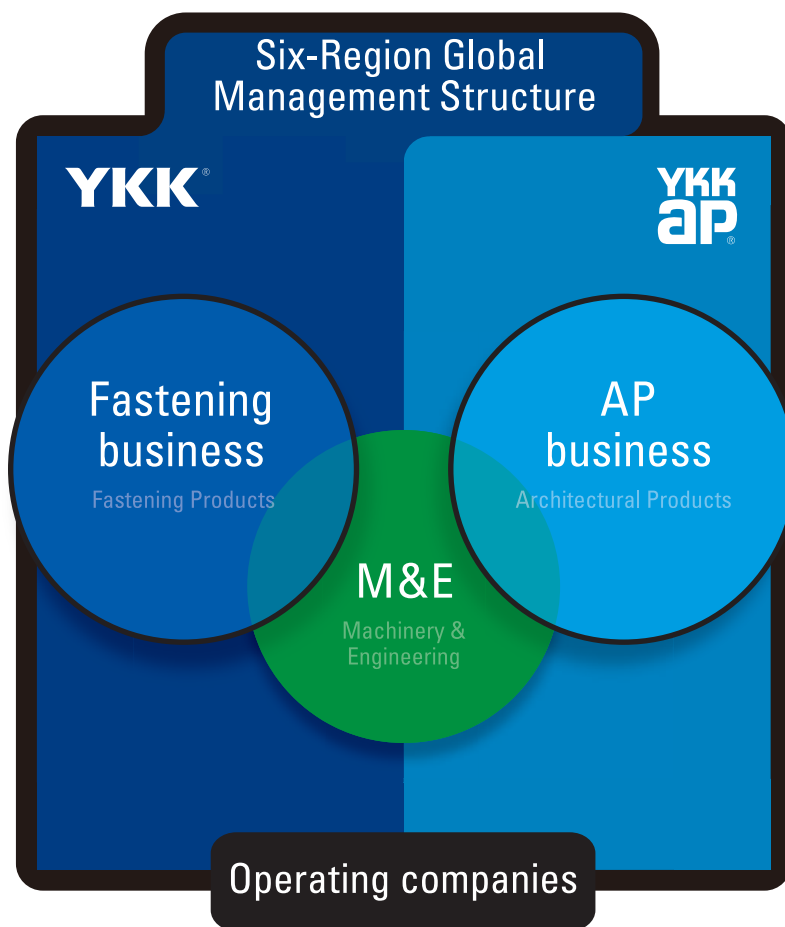 Six-Region Global
Management Structure
YKK®
YKK
ap®
Fastening
business
Fastening Products
AP
business
Architectural Products
M&E
Machinery &
Engineering
Operating companies